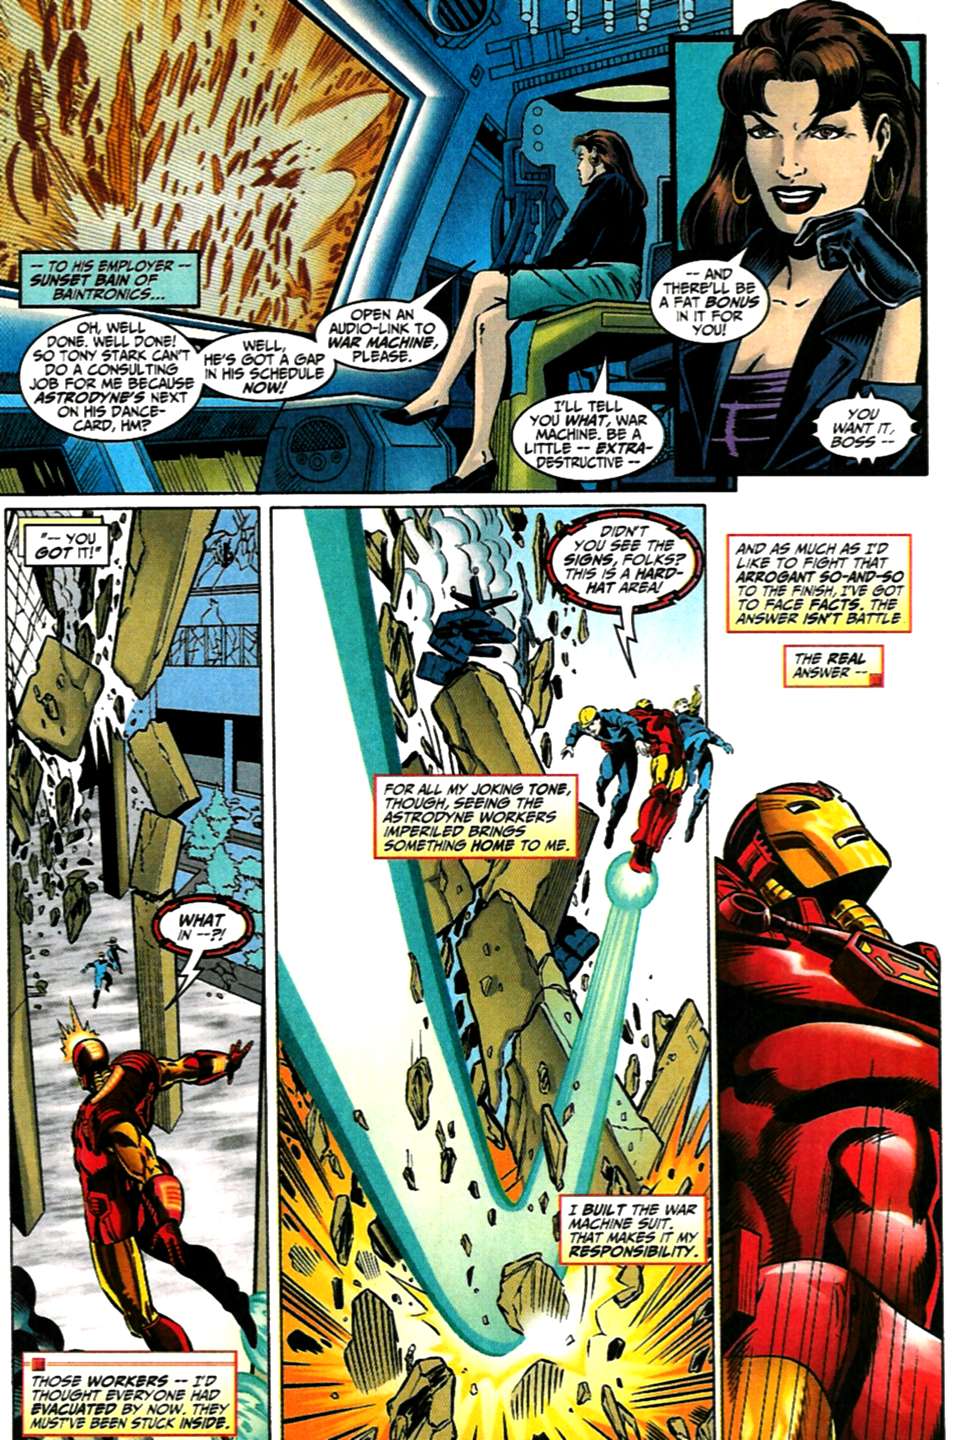 -- TO HIS EMPLOYER --
SUNSET BAIN OF
BAINTRONICS...
OH, WELL
DONE. WELL DONE!
SO TONY STARK CAN'T
DO A CONSULTING
JOB FOR ME BECAUSE
ASTRODYNE'S NEXT
ON HIS DANCE-
CARD, HM?
WELL,
HE'S GOT A GAP
IN HIS SCHEDULE
NOW!
OPEN AN
AUDIO-LINK TO
WAR MACHINE,
PLEASE.
I'LL TELL
YOU WHAT, WAR
MACHINE. BE A
LITTLE -- EXTRA-
DESTRUCTIVE --
-- AND
THERE'LL BE
A FAT BONUS
IN IT FOR
YOU!
YOU
WANT IT,
BOSS --
"-- YOU
GOT IT!"
WHAT
IN --?!
THOSE WORKERS -- I'D
THOUGHT EVERYONE HAD
EVACUATED BY NOW. THEY
MUST'VE BEEN STUCK INSIDE.
DIDN'T
YOU SEE THE
SIGNS, FOLKS?
THIS IS A HARD-
HAT AREA!
FOR ALL MY JOKING TONE,
THOUGH, SEEING THE
ASTRODYNE WORKERS
IMPERILED BRINGS
SOMETHING HOME TO ME.
I BUILT THE WAR
MACHINE SUIT.
THAT MAKES IT MY
RESPONSIBILITY.
AND AS MUCH AS I'D
LIKE TO FIGHT THAT
ARROGANT SO-AND-SO
TO THE FINISH, I'VE GOT
TO FACE FACTS. THE
ANSWER ISN'T BATTLE
THE REAL
ANSWER --